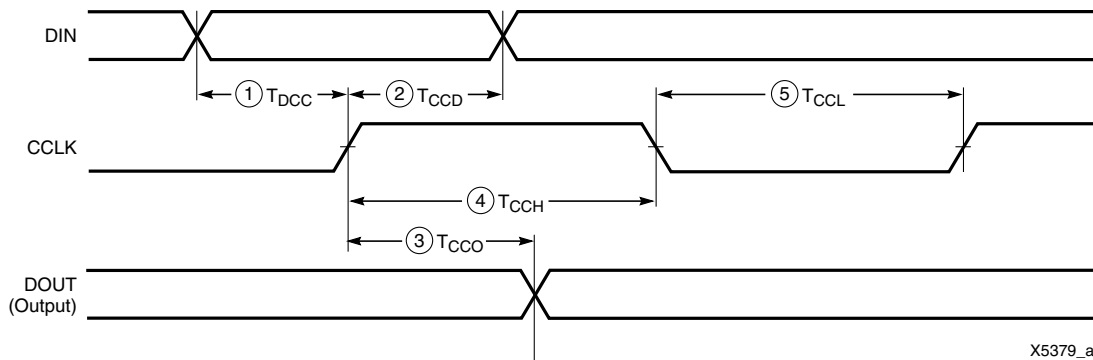 DIN
1 TDCC
2 TCCD
5 TCCL
CCLK
4 TCCH
3 TCCO
DOUT
(Output)
X5379_a